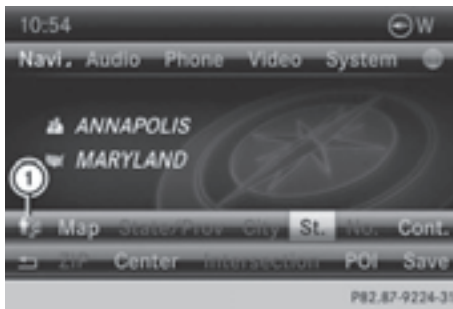 10:54 W
Navi. Audio Phone Video System
ANNAPOLIS
MARYLAND
1
Map State/Prov City St. No. Cont.
ZIP Center Intersection POI Save
P82.87-9224-31